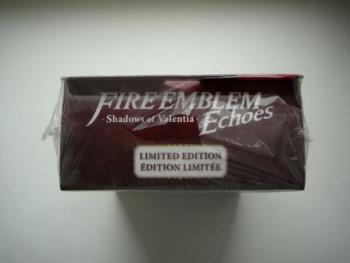 FIRE EMBLEM
-Shadows of Valentia-
Echoes
LIMITED EDITION
ÉDITION LIMITÉE